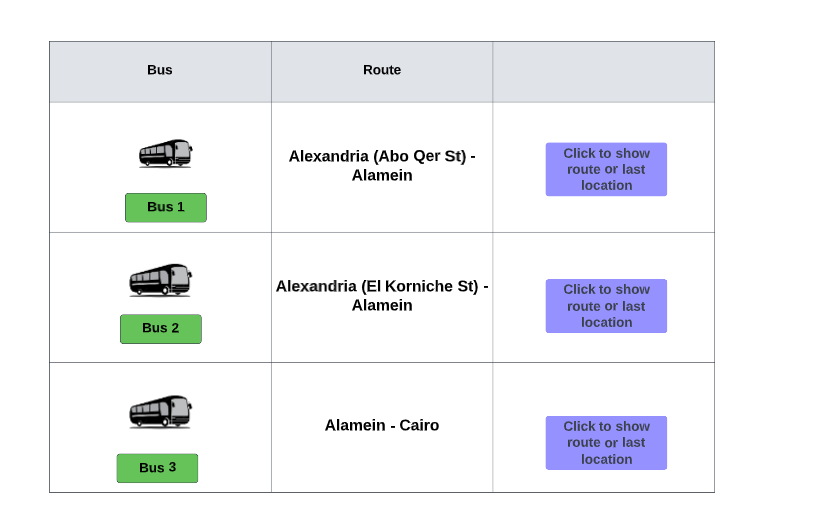 Bus
Route
Alexandria (Abo Qer St) -
Alamein
Click to show
route or last
location
Bus 1
Alexandria (El Korniche St) -
Alamein
Click to show
route or last
location
Bus 2
Alamein - Cairo
Click to show
route or last
location
Bus 3